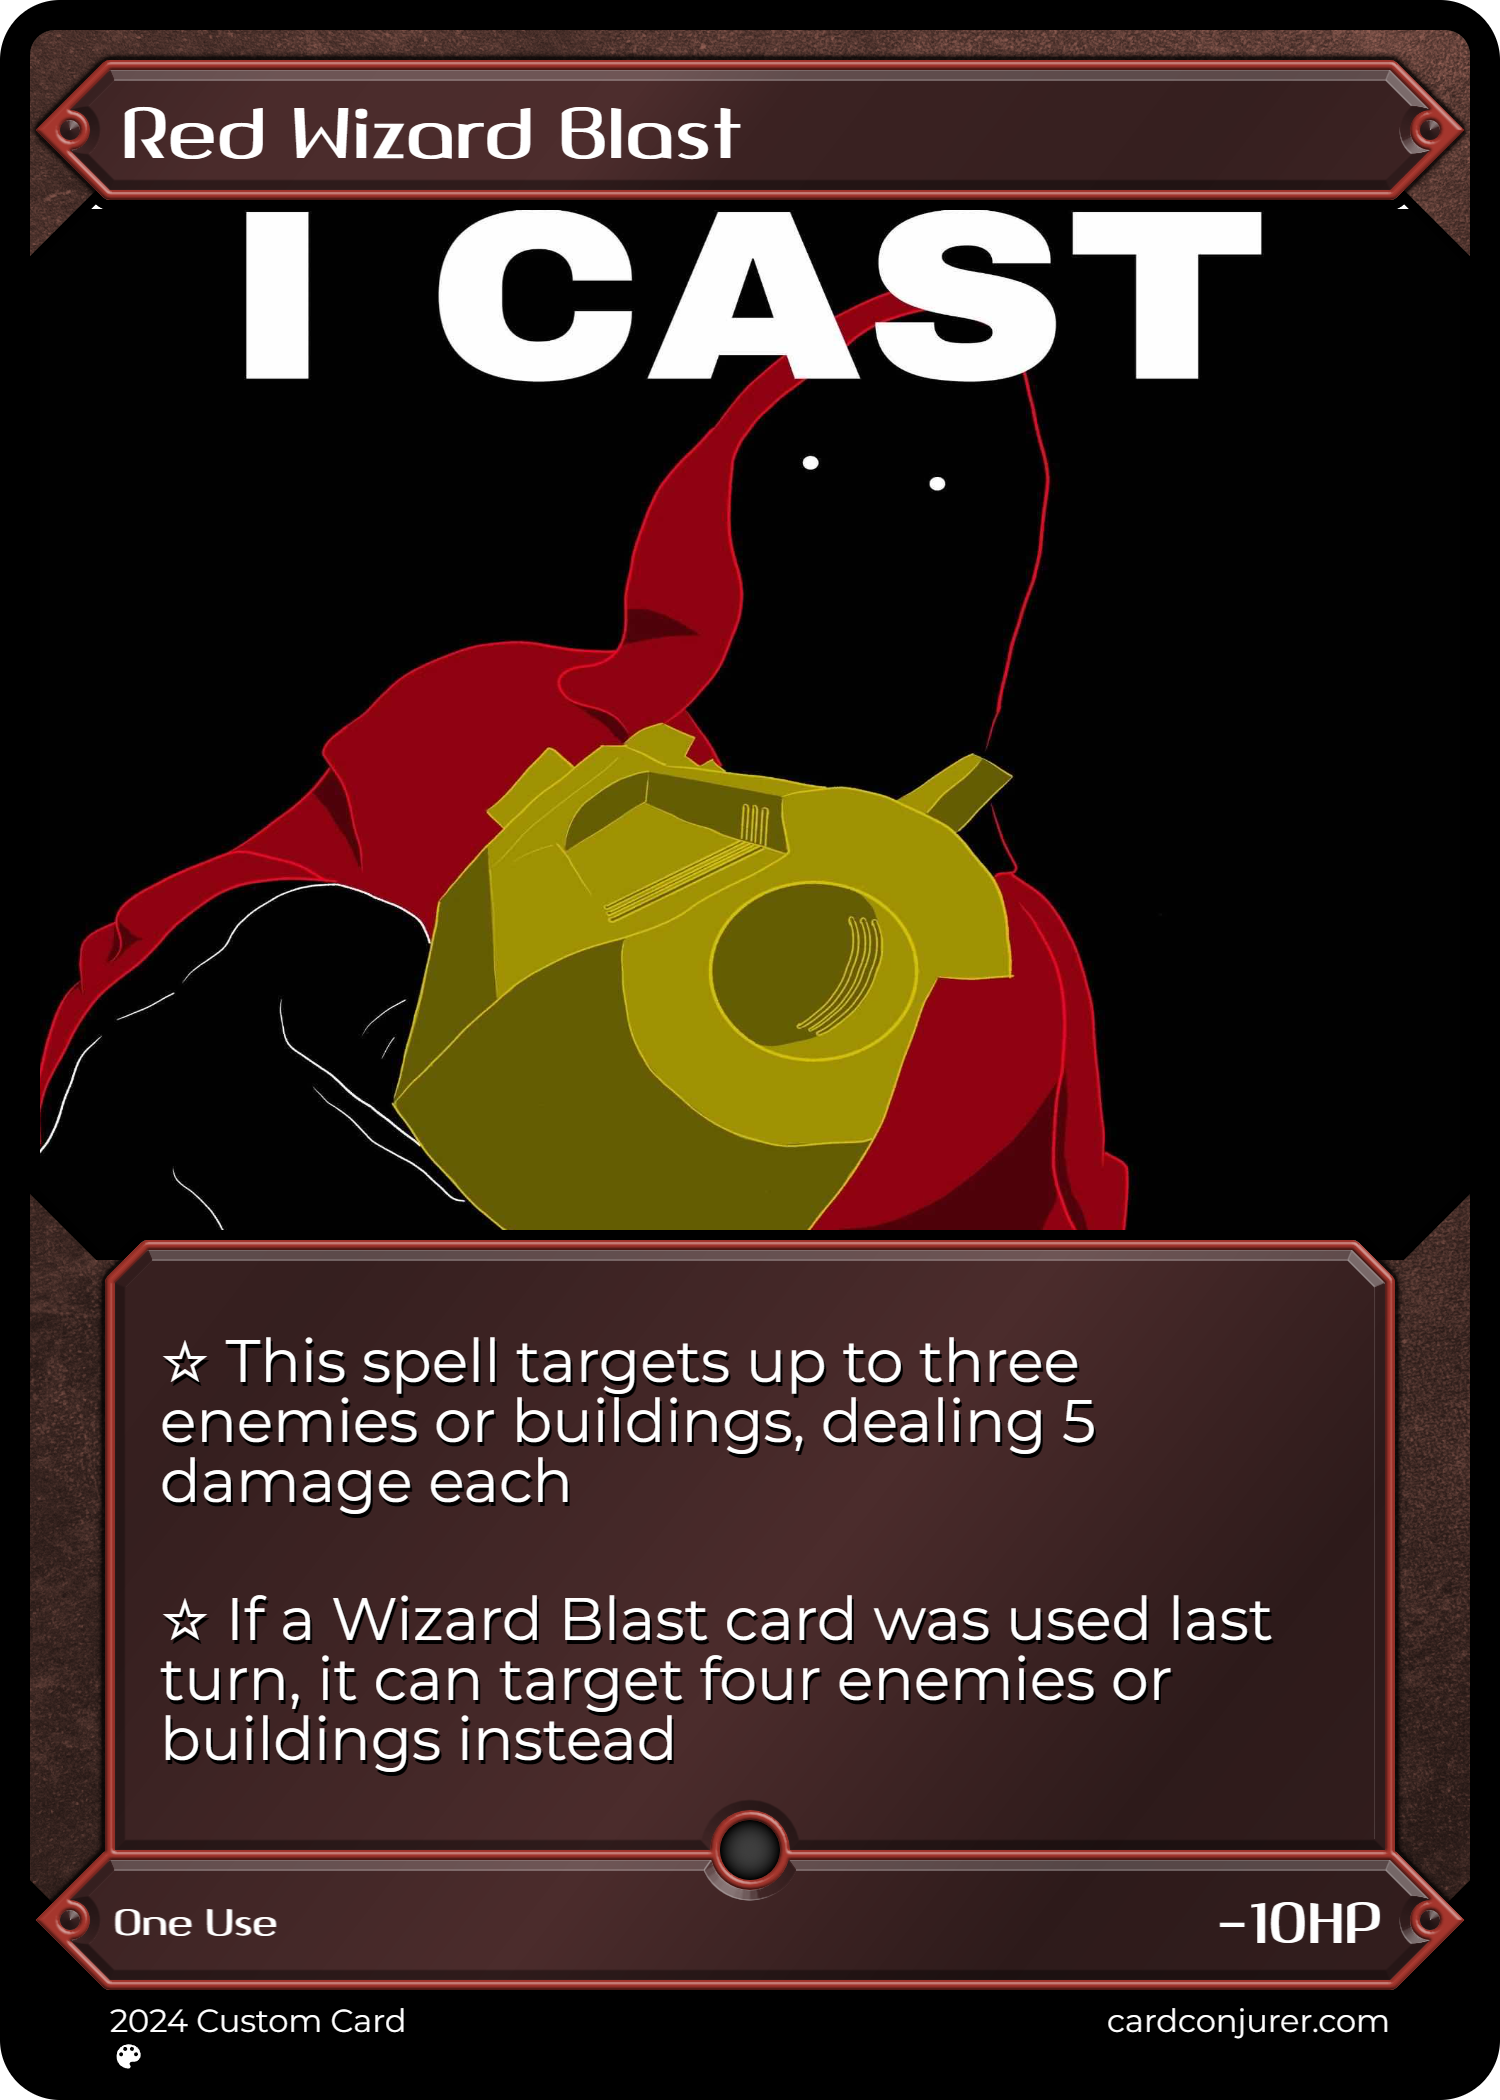 Red Wizard Blast
I CAST
☆ This spell targets up to three
enemies or buildings, dealing 5
damage each
☆ If a Wizard Blast card was used last
turn, it can target four enemies or
buildings instead
One Use
-10HP
2024 Custom Card
cardconjurer.com